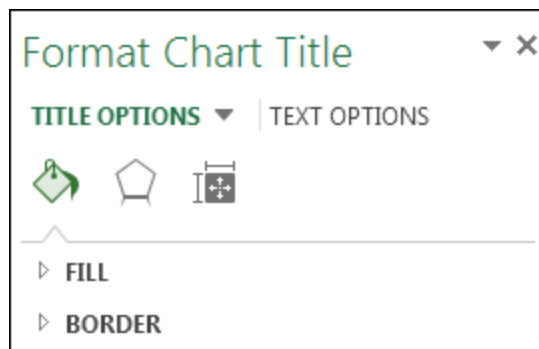 Format Chart Title
TITLE OPTIONS TEXT OPTIONS
FILL
BORDER